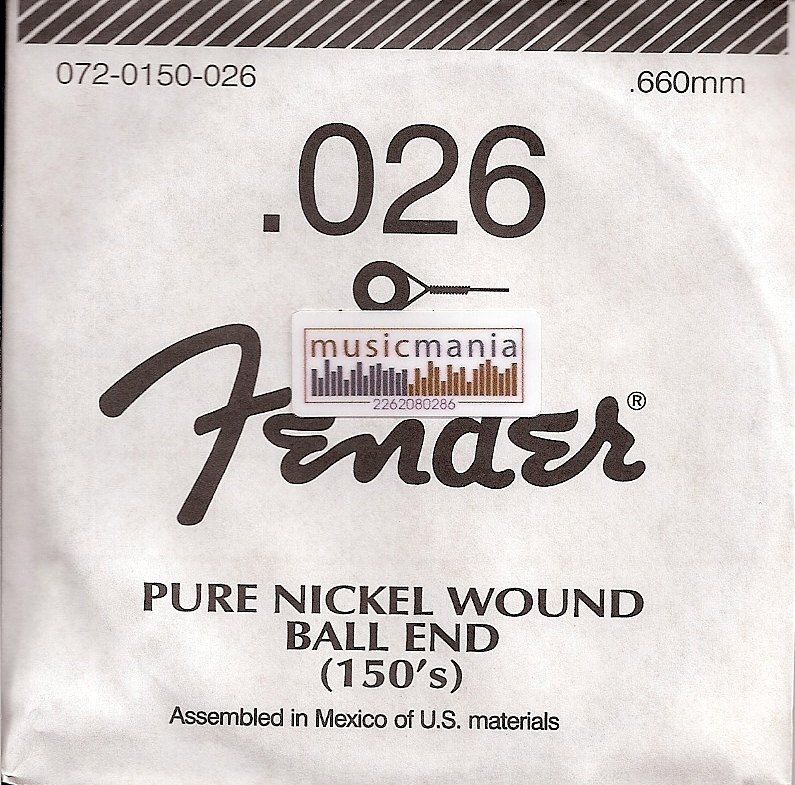 072-0150-026 .660mm
.026
musicmania
2262080286
Fender®
PURE NICKEL WOUND
BALL END
(150's)
Assembled in Mexico of U.S. materials